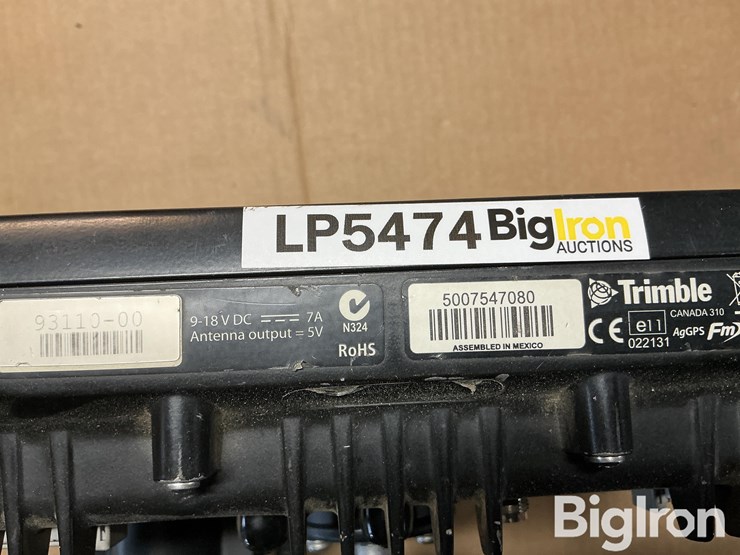 LP5474 BigIron
AUCTIONS
93110-00
9-18 V DC 7A
Antenna output = 5V
N324
RoHS
5007547080
ASSEMBLED IN MEXICO
Trimble
CANADA 310
CE e11 AgGPS FmX
022131
BigIron